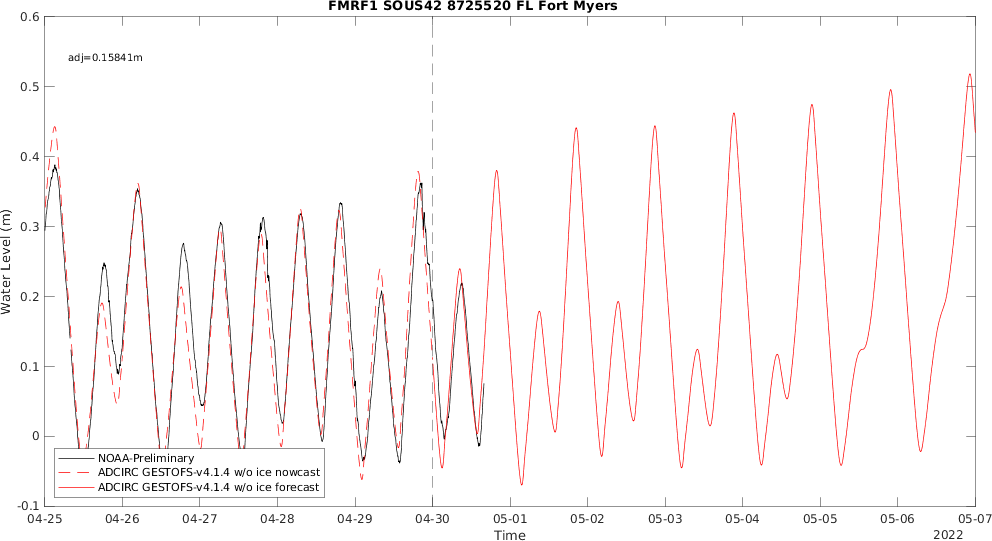 FMRF1 SOUS42 8725520 FL Fort Myers
adj=0.15841m
Water Level (m)
0.6
0.5
0.4
0.3
0.2
0.1
0
-0.1
NOAA-Preliminary
ADCIRC GESTOFS-v4.1.4 w/o ice nowcast
ADCIRC GESTOFS-v4.1.4 w/o ice forecast
04-25 04-26 04-27 04-28 04-29 04-30 05-01 05-02 05-03 05-04 05-05 05-06 05-07
Time
2022